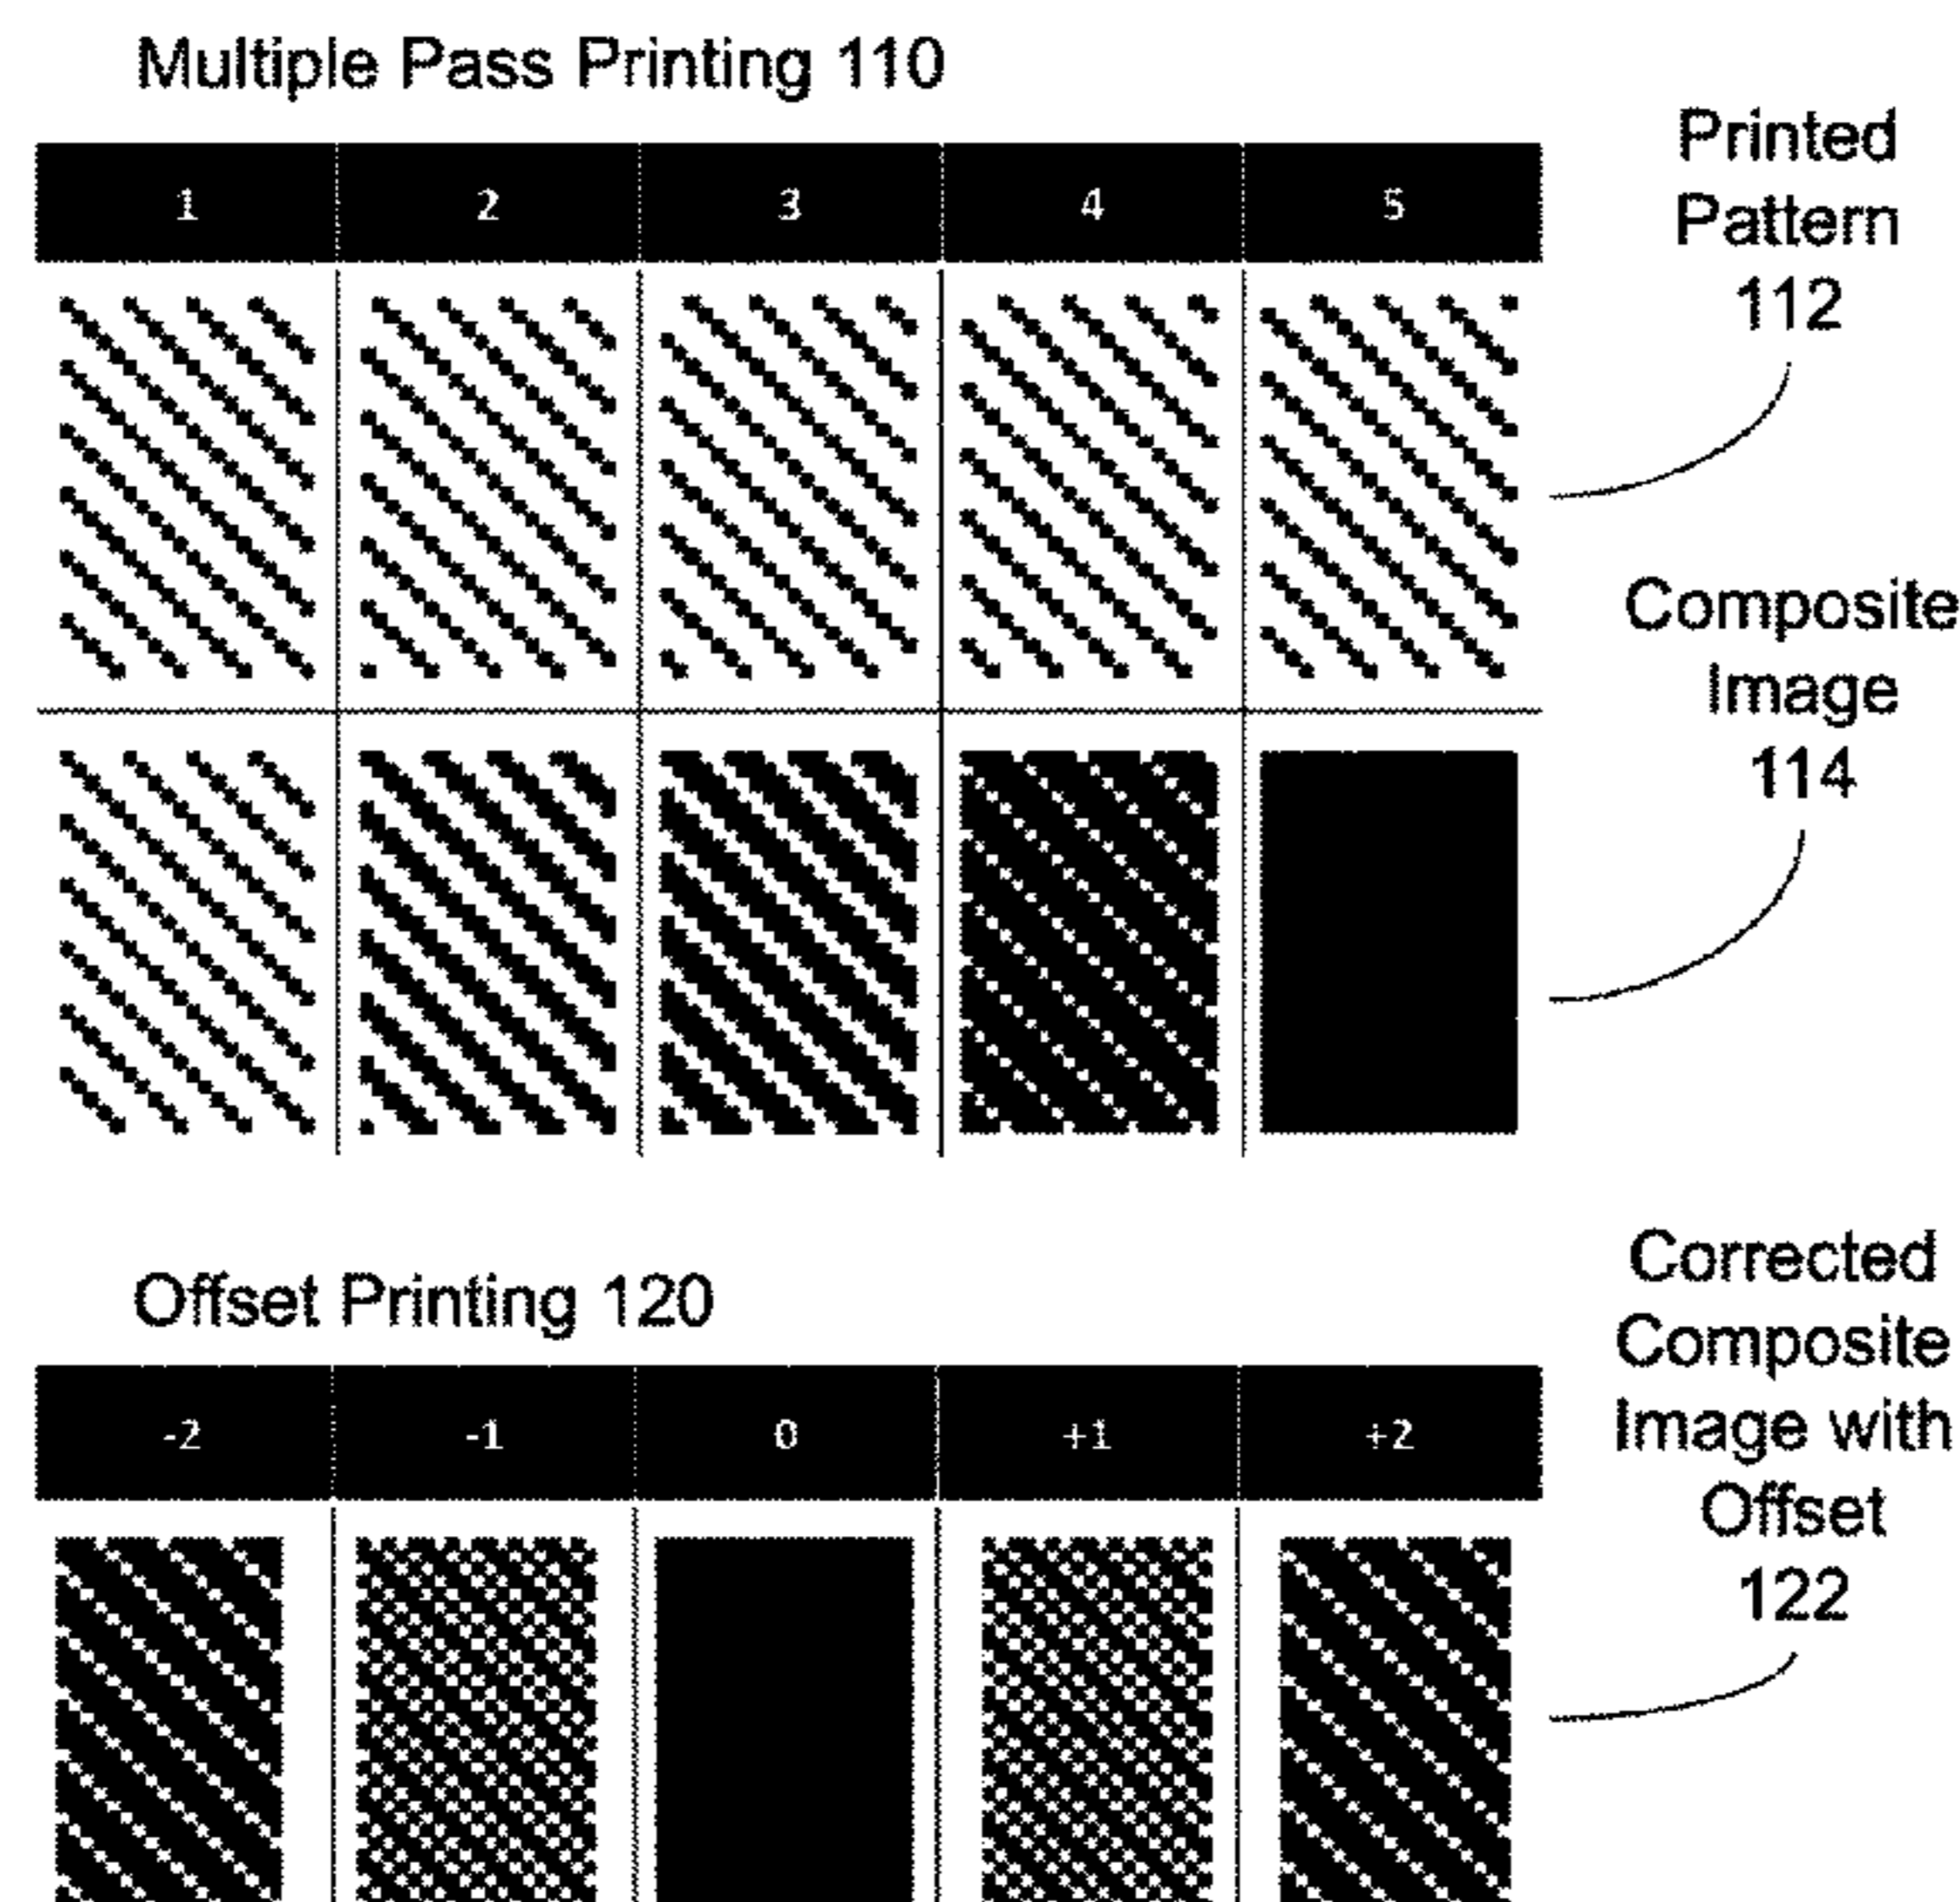 Multiple Pass Printing 110
1 2 3 4 5
Printed
Pattern
112
Composite
Image
114
Offset Printing 120
-2 -1 0 +1 +2
Corrected
Composite
Image with
Offset
122